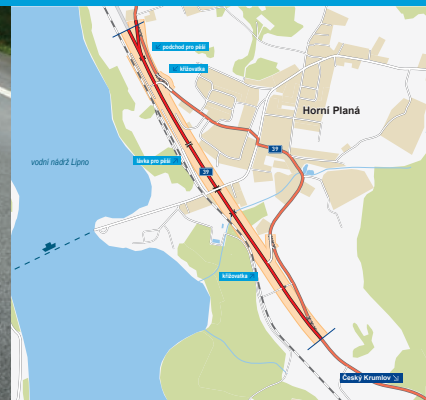 podchod pro pěší
křižovatka
Horní Planá
39
vodní nádrž Lipno
lávka pro pěší
39
křižovatka
Český Krumlov ↘